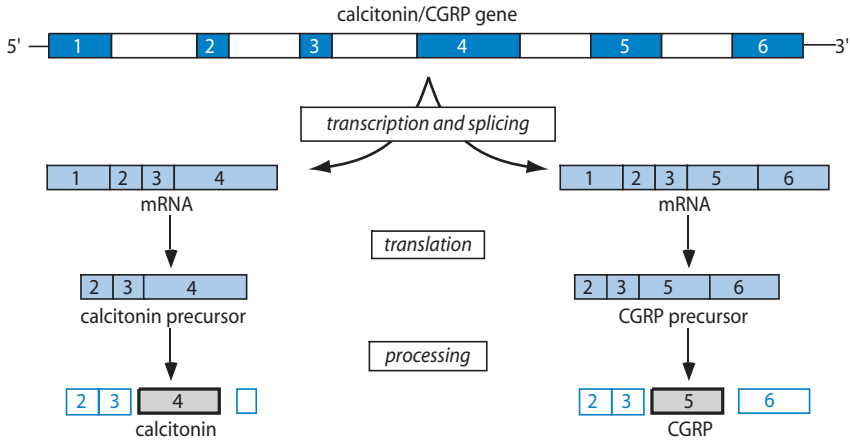 calcitonin/CGRP gene
5' 1 2 3 4 5 6 3'
transcription and splicing
1 2 3 4
mRNA
1 2 3 5 6
mRNA
translation
2 3 4
calcitonin precursor
2 3 5 6
CGRP precursor
processing
2 3 4
calcitonin
2 3 5 6
CGRP